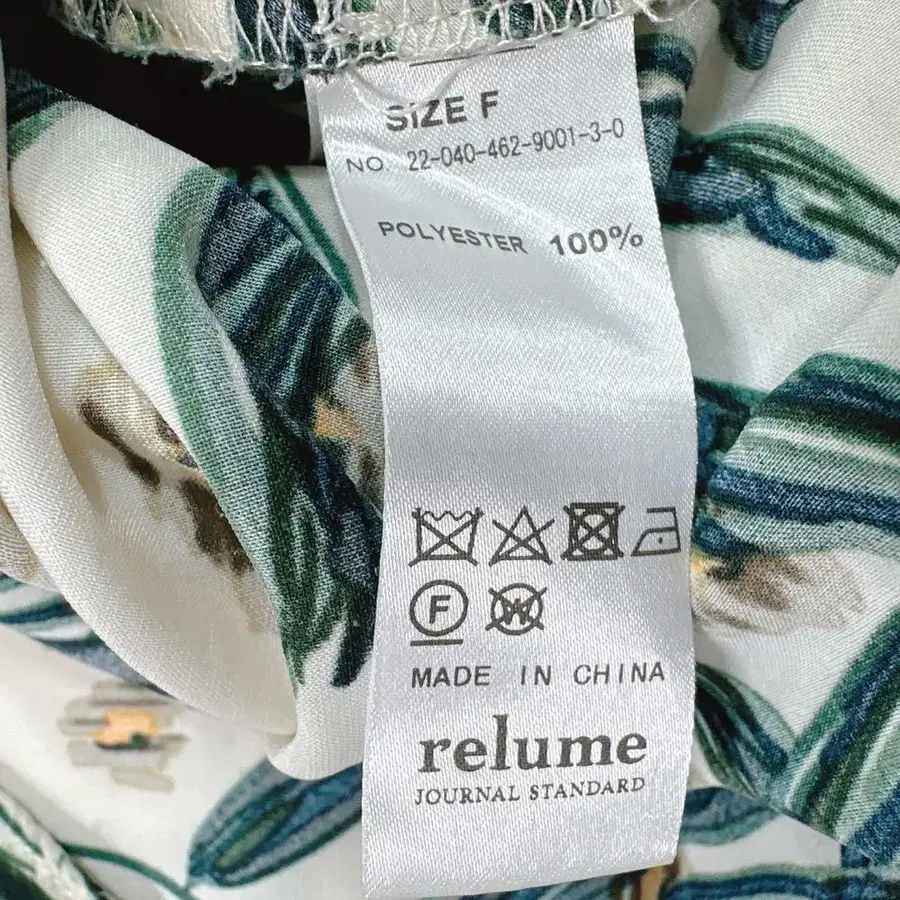 SIZE F
NO. 22-040-462-9001-3-0
POLYESTER 100%
F W
MADE IN CHINA
relume
JOURNAL STANDARD